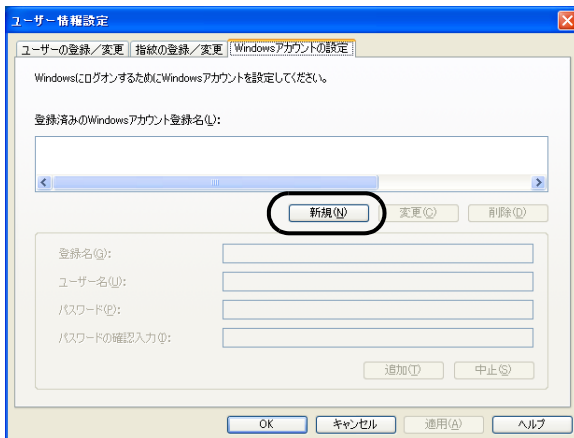 ユーザー情報設定
ユーザーの登録／変更 指紋の登録／変更 Windowsアカウントの設定
WindowsにログオンするためにWindowsアカウントを設定してください。
登録済みのWindowsアカウント登録名(L):
新規(N) 変更(C) 削除(D)
登録名(G):
ユーザー名(U):
パスワード(P):
パスワードの確認入力(I):
追加(T) 中止(S)
OK キャンセル 適用(A) ヘルプ